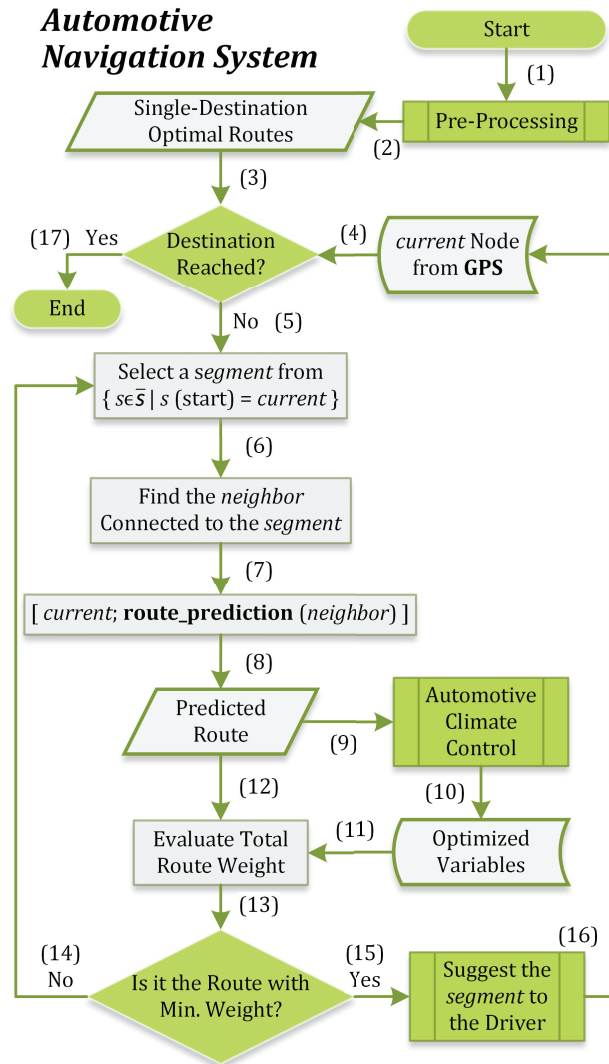 Automotive
Navigation System
Start
(1)
Pre-Processing
(2)
Single-Destination
Optimal Routes
(3)
Destination
Reached?
(4)
current Node
from GPS
(17) Yes
End
No (5)
Select a segment from
{ sϵs̅ | s (start) = current }
(6)
Find the neighbor
Connected to the segment
(7)
[ current; route_prediction (neighbor) ]
(8)
Predicted
Route
(9)
Automotive
Climate
Control
(10)
Optimized
Variables
(11)
(12)
Evaluate Total
Route Weight
(13)
Is it the Route with
Min. Weight?
(14)
No
(15)
Yes
Suggest the
segment to
the Driver
(16)